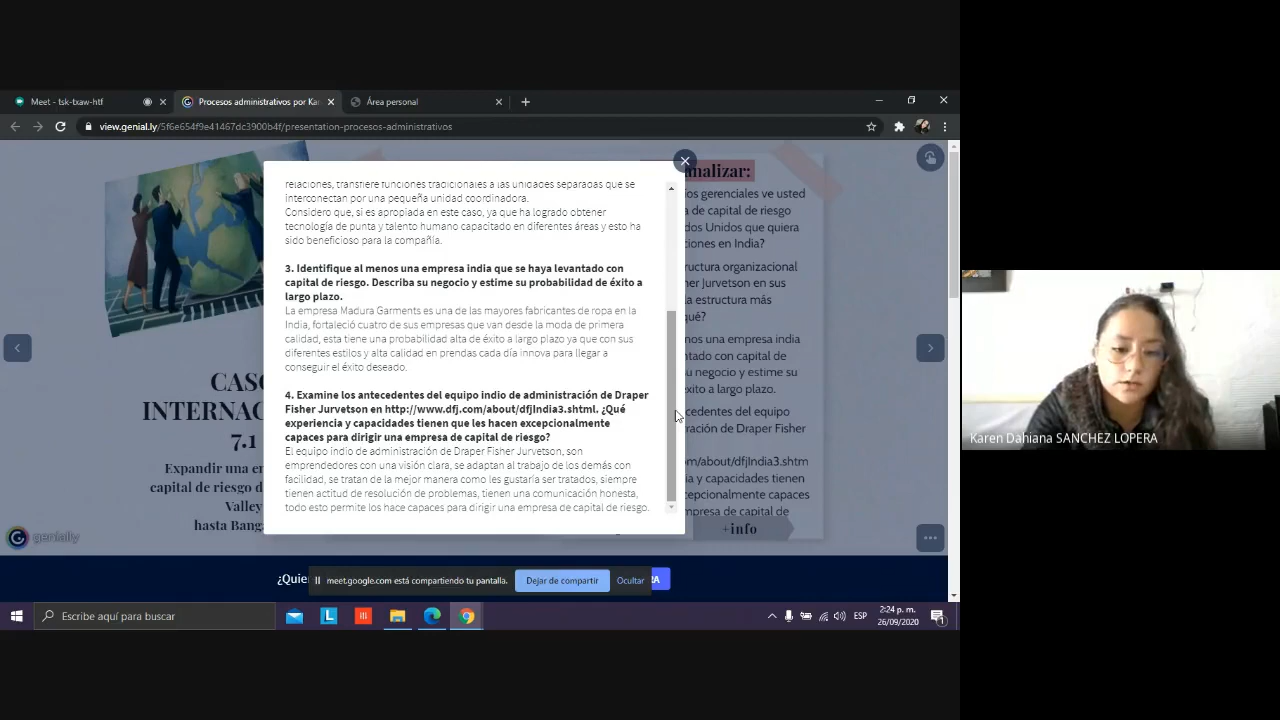 Meet - tsk-txaw-htf
Procesos administrativos por Kar
Área personal
view.genial.ly/5f6e654f9e41467dc3900b4f/presentation-procesos-administrativos
relaciones, transfiere funciones tradicionales a las unidades separadas que se
interconectan por una pequeña unidad coordinadora.
Considero que, si es apropiada en este caso, ya que ha logrado obtener
tecnología de punta y talento humano capacitado en diferentes áreas y esto ha
sido beneficioso para la compañía.
3. Identifique al menos una empresa india que se haya levantado con
capital de riesgo. Describa su negocio y estime su probabilidad de éxito a
largo plazo.
La empresa Madura Garments es una de las mayores fabricantes de ropa en la
India, fortaleció cuatro de sus empresas que van desde la moda de primera
calidad, esta tiene una probabilidad alta de éxito a largo plazo ya que con sus
diferentes estilos y alta calidad en prendas cada día innova para llegar a
conseguir el éxito deseado.
4. Examine los antecedentes del equipo indio de administración de Draper
Fisher Jurvetson en http://www.dfj.com/about/dfjIndia3.shtml. ¿Qué
experiencia y capacidades tienen que les hacen excepcionalmente
capaces para dirigir una empresa de capital de riesgo?
El equipo indio de administración de Draper Fisher Jurvetson, son
emprendedores con una visión clara, se adaptan al trabajo de los demás con
facilidad, se tratan de la mejor manera como les gustaría ser tratados, siempre
tienen actitud de resolución de problemas, tienen una comunicación honesta,
todo esto permite los hace capaces para dirigir una empresa de capital de riesgo.
CASO
INTERNAC
7.1
Expandir una em
capital de riesgo d
Valley
hasta Banga
nalizar:
os gerenciales ve usted
a de capital de riesgo
dos Unidos que quiera
ciones en India?
ructura organizacional
her Jurvetson en sus
la estructura más
qué?
nos una empresa india
ntado con capital de
u negocio y estime su
éxito a largo plazo.
cedentes del equipo
ración de Draper Fisher
om/about/dfjIndia3.shtm
ia y capacidades tienen
cepcionalmente capaces
mpresa de capital de
+info
genially
¿Quie
meet.google.com está compartiendo tu pantalla.
Dejar de compartir
Ocultar
RA
Escribe aquí para buscar
ESP
2:24 p. m.
26/09/2020
Karen Dahiana SANCHEZ LOPERA